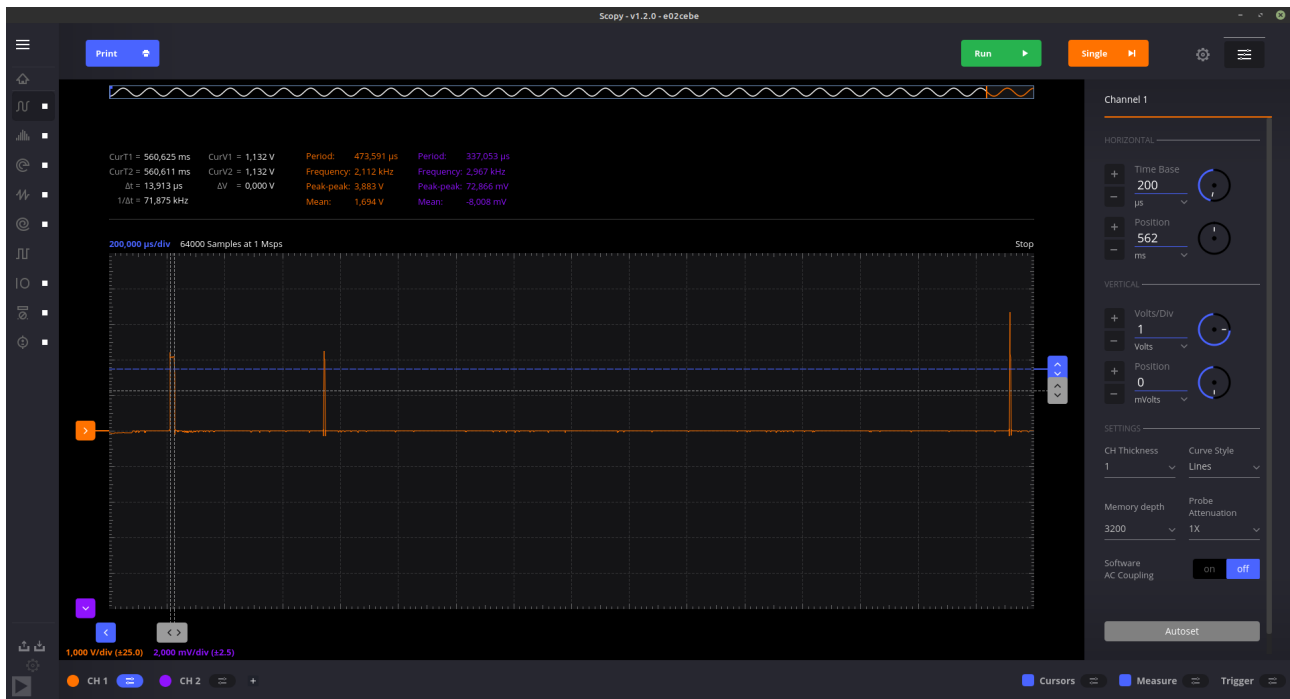 Scopy - v1.2.0 - e02cebe
Print
Run
Single
Channel 1
HORIZONTAL
Time Base
200
µs
Position
562
ms
VERTICAL
Volts/Div
1
Volts
Position
0
mVolts
SETTINGS
CH Thickness Curve Style
1 Lines
Memory depth Probe Attenuation
3200 1X
Software AC Coupling on off
Autoset
CurT1 = 560,625 ms CurV1 = 1,132 V Period: 473,591 µs Period: 337,053 µs
CurT2 = 560,611 ms CurV2 = 1,132 V Frequency: 2,112 kHz Frequency: 2,967 kHz
Δt = 13,913 µs ΔV = 0,000 V Peak-peak: 3,883 V Peak-peak: 72,866 mV
1/Δt = 71,875 kHz Mean: 1,694 V Mean: -8,008 mV
200,000 µs/div 64000 Samples at 1 Msps Stop
1,000 V/div (±25.0) 2,000 mV/div (±2.5)
CH 1 CH 2 + Cursors Measure Trigger